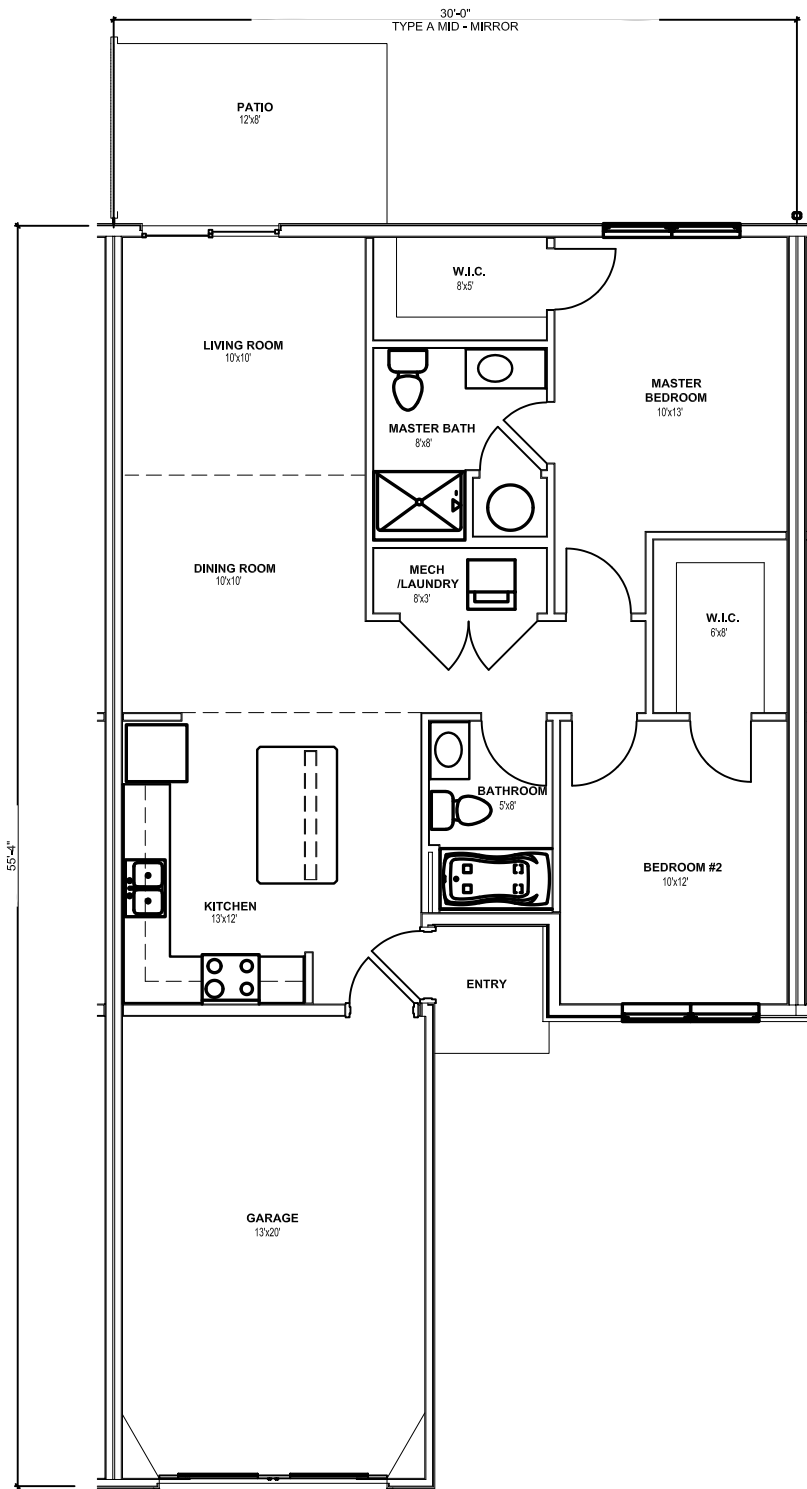 30'-0"
TYPE A MID - MIRROR
PATIO
12'x8'
W.I.C.
8'x5'
LIVING ROOM
10'x10'
MASTER
BEDROOM
10'x13'
MASTER BATH
8'x8'
DINING ROOM
10'x10'
MECH
/LAUNDRY
8'x3'
W.I.C.
6'x8'
BATHROOM
5'x8'
55'-4"
BEDROOM #2
10'x12'
KITCHEN
13'x12'
ENTRY
GARAGE
13'x20'